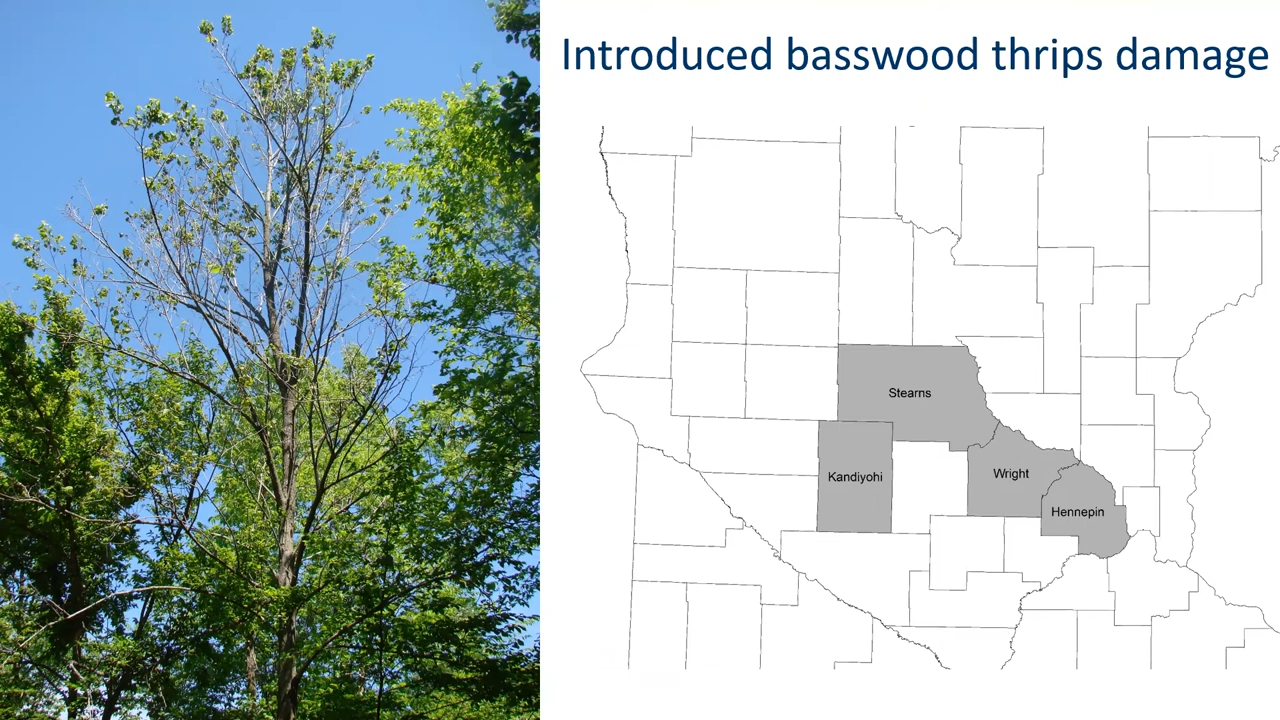 Introduced basswood thrips damage
Stearns
Kandiyohi
Wright
Hennepin